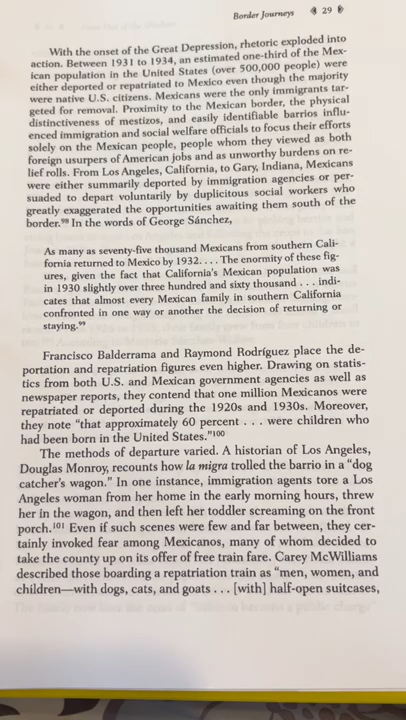 Border Journeys 29
With the onset of the Great Depression, rhetoric exploded into
action. Between 1931 to 1934, an estimated one-third of the Mex-
ican population in the United States (over 500,000 people) were
either deported or repatriated to Mexico even though the majority
were native U.S. citizens. Mexicans were the only immigrants tar-
geted for removal. Proximity to the Mexican border, the physical
distinctiveness of mestizos, and easily identifiable barrios influ-
enced immigration and social welfare officials to focus their efforts
solely on the Mexican people, people whom they viewed as both
foreign usurpers of American jobs and as unworthy burdens on re-
lief rolls. From Los Angeles, California, to Gary, Indiana, Mexicans
were either summarily deported by immigration agencies or per-
suaded to depart voluntarily by duplicitous social workers who
greatly exaggerated the opportunities awaiting them south of the
border.⁹⁸ In the words of George Sánchez,
As many as seventy-five thousand Mexicans from southern Cali-
fornia returned to Mexico by 1932. . . . The enormity of these fig-
ures, given the fact that California's Mexican population was
in 1930 slightly over three hundred and sixty thousand . . . indi-
cates that almost every Mexican family in southern California
confronted in one way or another the decision of returning or
staying.⁹⁹
Francisco Balderrama and Raymond Rodríguez place the de-
portation and repatriation figures even higher. Drawing on statis-
tics from both U.S. and Mexican government agencies as well as
newspaper reports, they contend that one million Mexicanos were
repatriated or deported during the 1920s and 1930s. Moreover,
they note "that approximately 60 percent . . . were children who
had been born in the United States."¹⁰⁰
The methods of departure varied. A historian of Los Angeles,
Douglas Monroy, recounts how la migra trolled the barrio in a "dog
catcher's wagon." In one instance, immigration agents tore a Los
Angeles woman from her home in the early morning hours, threw
her in the wagon, and then left her toddler screaming on the front
porch.¹⁰¹ Even if such scenes were few and far between, they cer-
tainly invoked fear among Mexicanos, many of whom decided to
take the county up on its offer of free train fare. Carey McWilliams
described those boarding a repatriation train as "men, women, and
children—with dogs, cats, and goats . . . [with] half-open suitcases,